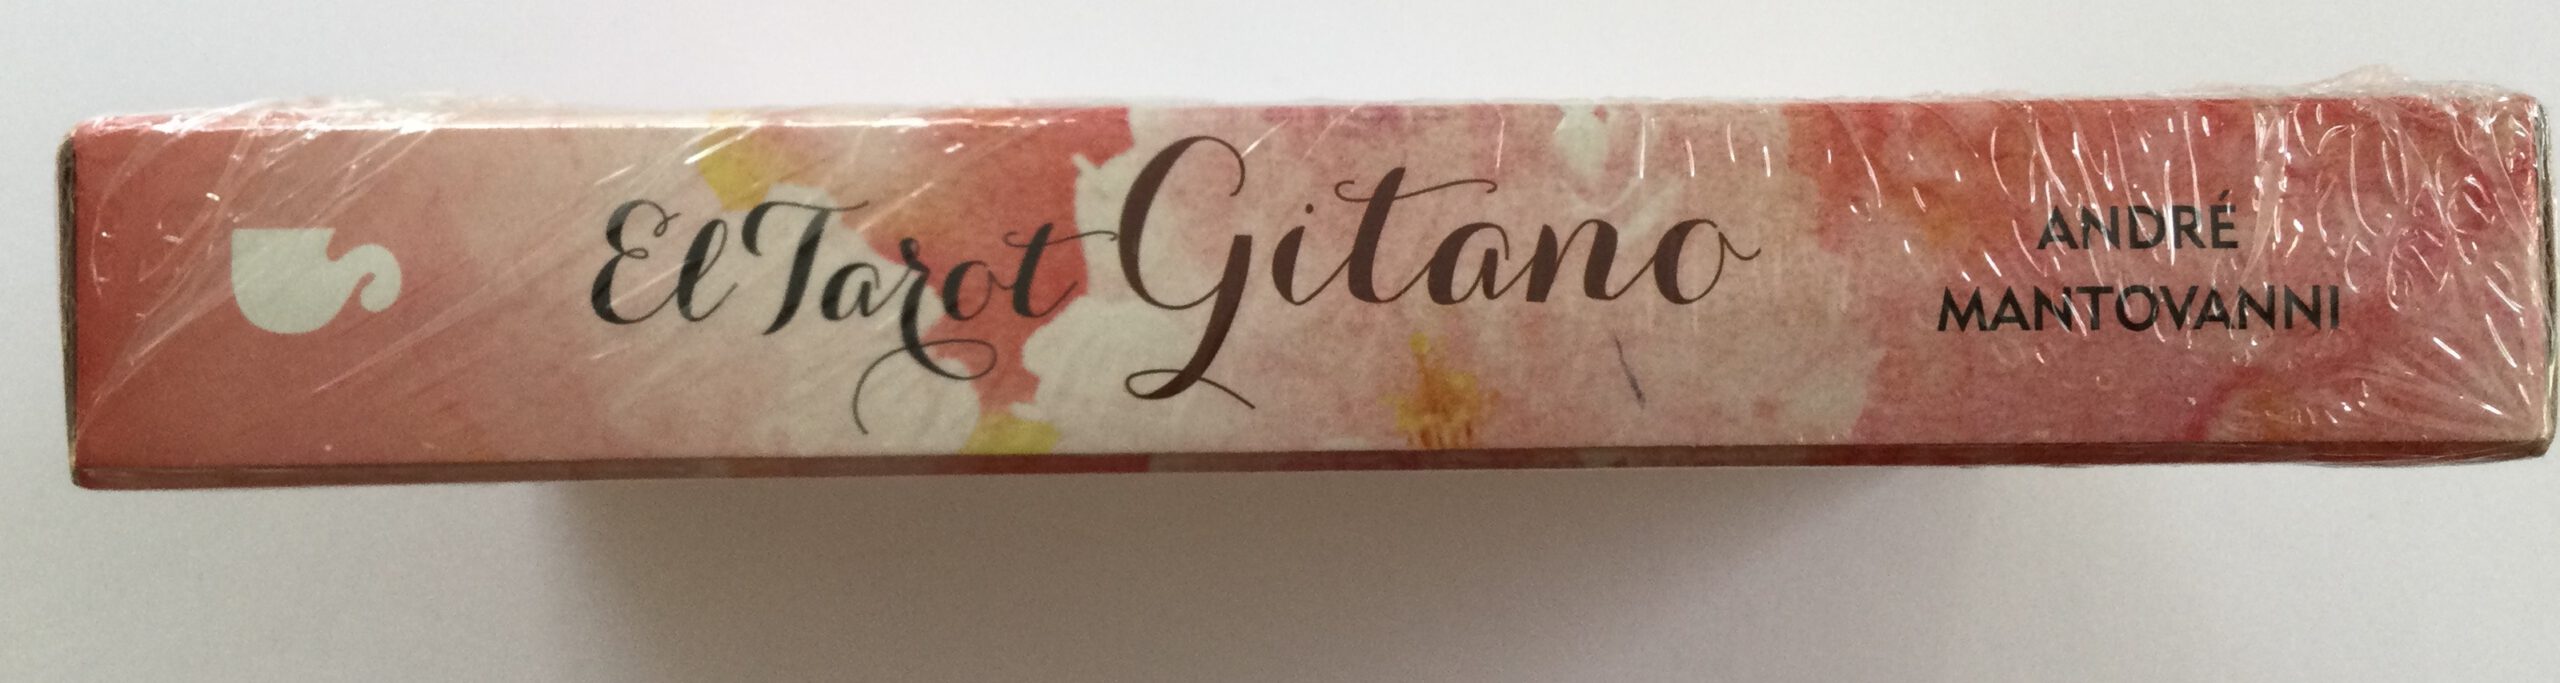 El Tarot Gitano
ANDRÉ
MANTOVANNI